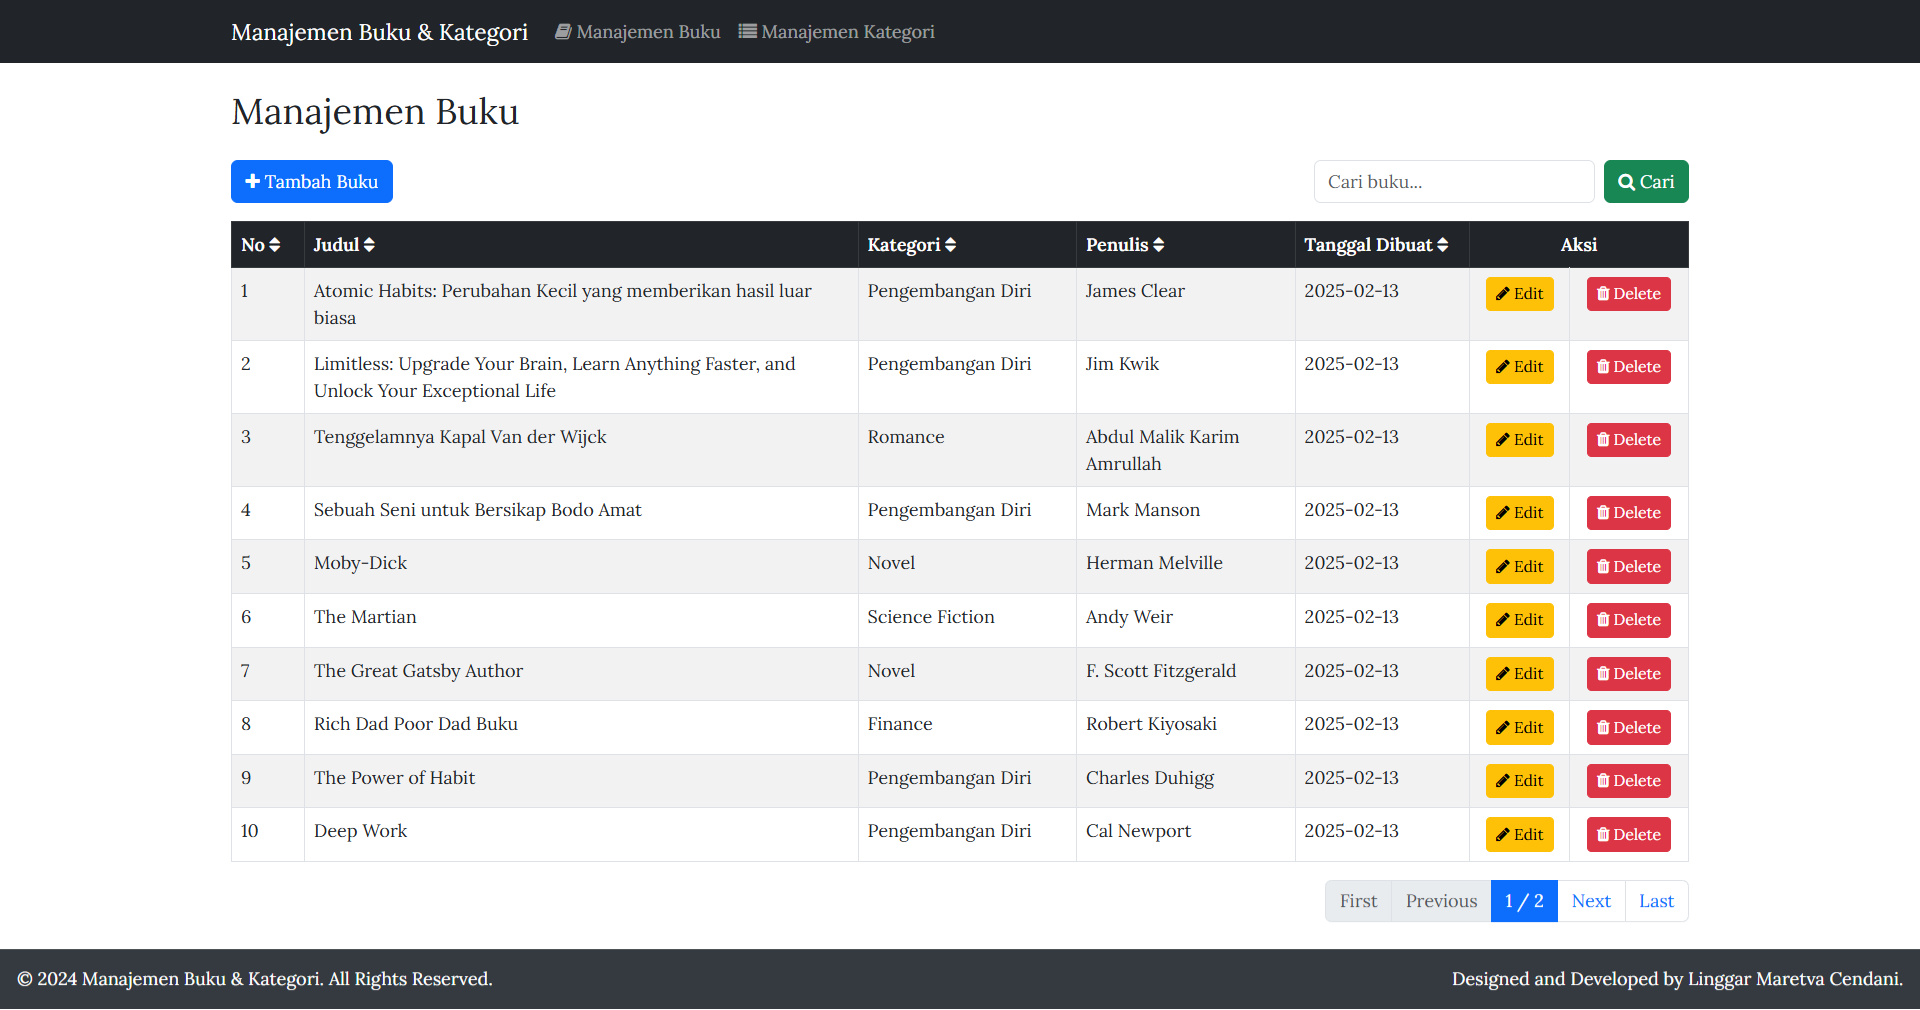 Manajemen Buku & Kategori Manajemen Buku Manajemen Kategori
Manajemen Buku
Tambah Buku Cari buku... Cari
No Judul Kategori Penulis Tanggal Dibuat Aksi
1 Atomic Habits: Perubahan Kecil yang memberikan hasil luar Pengembangan Diri James Clear 2025-02-13 Edit Delete
biasa
2 Limitless: Upgrade Your Brain, Learn Anything Faster, and Pengembangan Diri Jim Kwik 2025-02-13 Edit Delete
Unlock Your Exceptional Life
3 Tenggelamnya Kapal Van der Wijck Romance Abdul Malik Karim 2025-02-13 Edit Delete
Amrullah
4 Sebuah Seni untuk Bersikap Bodo Amat Pengembangan Diri Mark Manson 2025-02-13 Edit Delete
5 Moby-Dick Novel Herman Melville 2025-02-13 Edit Delete
6 The Martian Science Fiction Andy Weir 2025-02-13 Edit Delete
7 The Great Gatsby Author Novel F. Scott Fitzgerald 2025-02-13 Edit Delete
8 Rich Dad Poor Dad Buku Finance Robert Kiyosaki 2025-02-13 Edit Delete
9 The Power of Habit Pengembangan Diri Charles Duhigg 2025-02-13 Edit Delete
10 Deep Work Pengembangan Diri Cal Newport 2025-02-13 Edit Delete
First Previous 1 / 2 Next Last
© 2024 Manajemen Buku & Kategori. All Rights Reserved. Designed and Developed by Linggar Maretva Cendani.